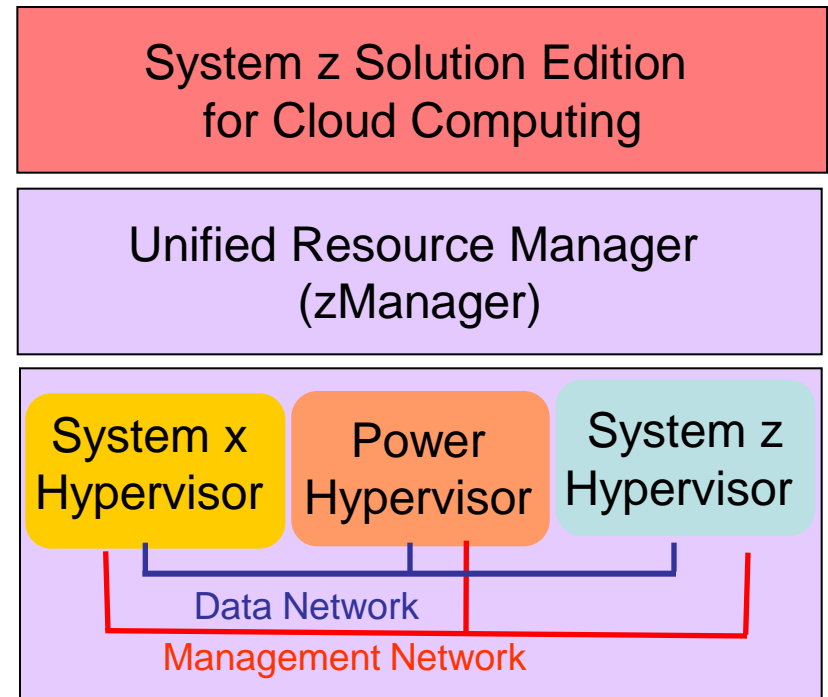 System z Solution Edition
for Cloud Computing
Unified Resource Manager
(zManager)
System x
Hypervisor
Power
Hypervisor
System z
Hypervisor
Data Network
Management Network